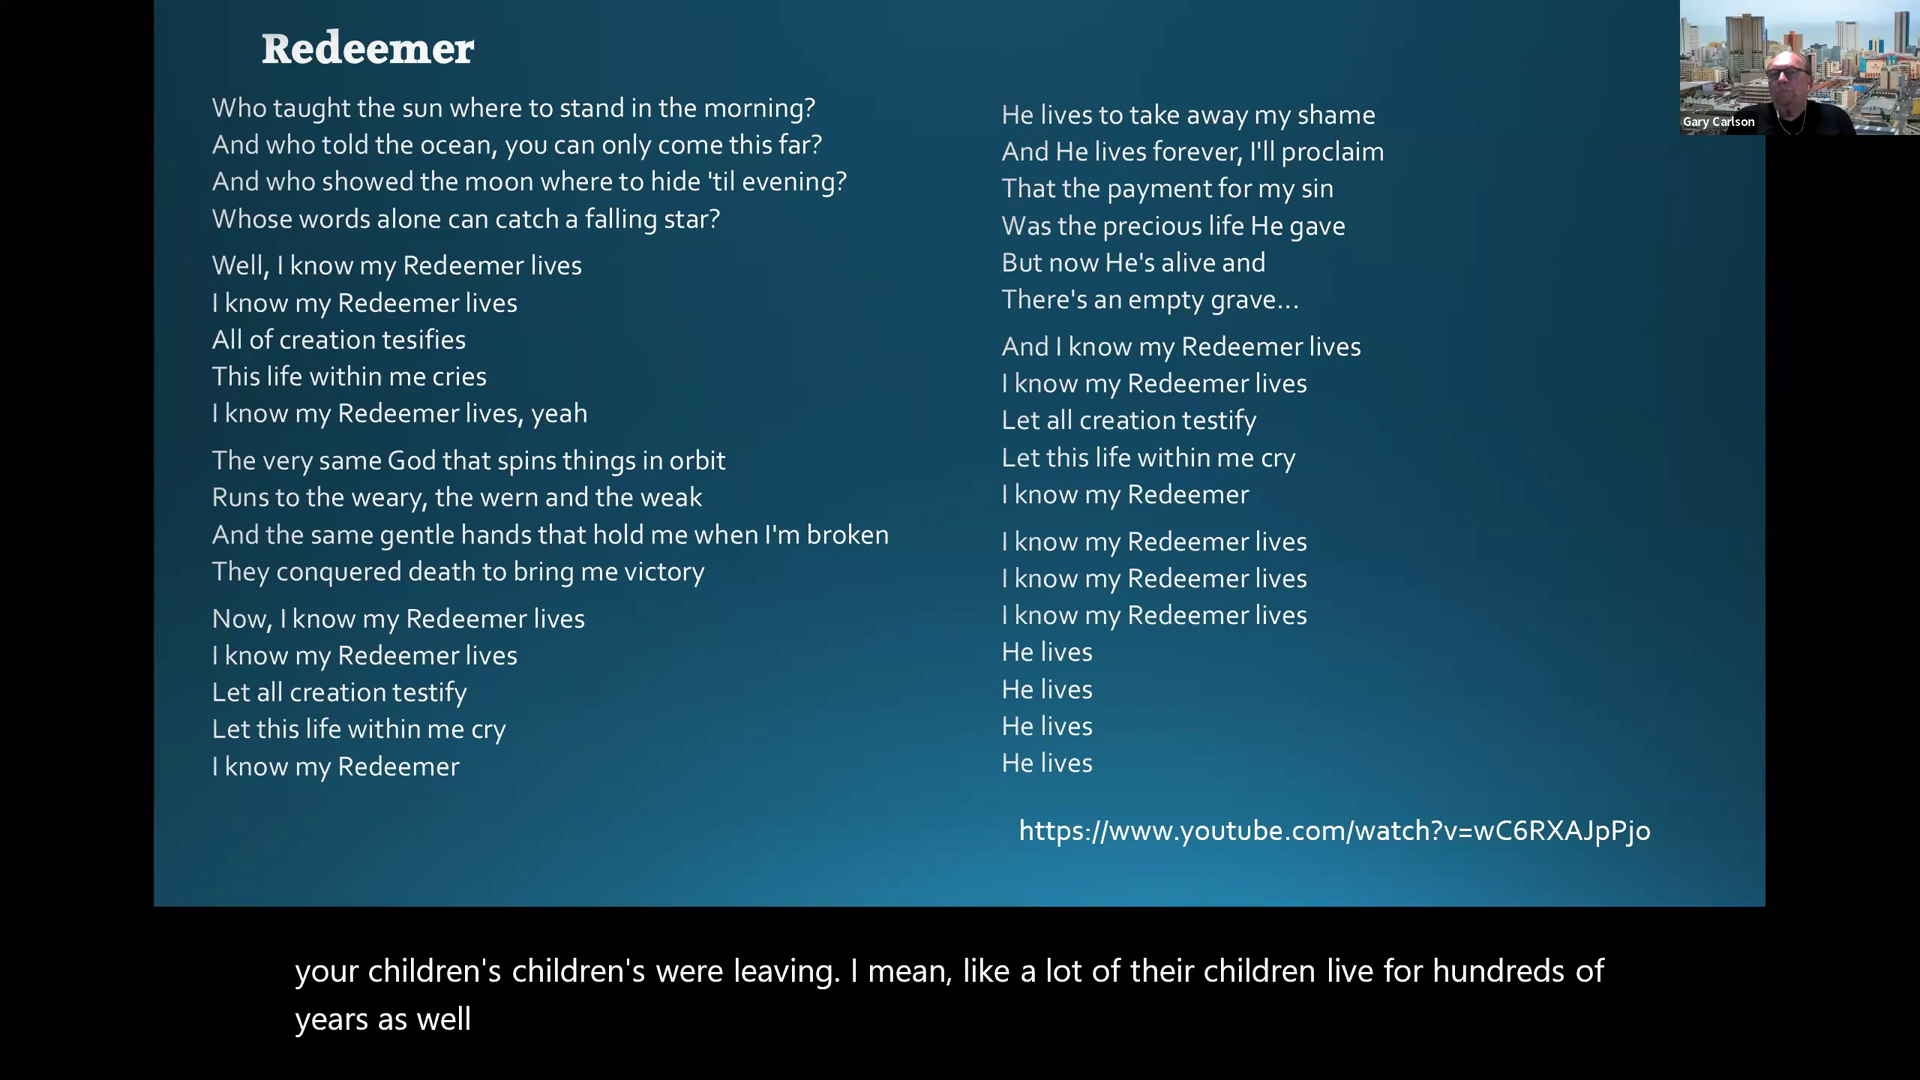 Redeemer
Who taught the sun where to stand in the morning?
And who told the ocean, you can only come this far?
And who showed the moon where to hide 'til evening?
Whose words alone can catch a falling star?
Well, I know my Redeemer lives
I know my Redeemer lives
All of creation tesifies
This life within me cries
I know my Redeemer lives, yeah
The very same God that spins things in orbit
Runs to the weary, the wern and the weak
And the same gentle hands that hold me when I'm broken
They conquered death to bring me victory
Now, I know my Redeemer lives
I know my Redeemer lives
Let all creation testify
Let this life within me cry
I know my Redeemer
He lives to take away my shame
And He lives forever, I'll proclaim
That the payment for my sin
Was the precious life He gave
But now He's alive and
There's an empty grave...
And I know my Redeemer lives
I know my Redeemer lives
Let all creation testify
Let this life within me cry
I know my Redeemer
I know my Redeemer lives
I know my Redeemer lives
I know my Redeemer lives
He lives
He lives
He lives
He lives
https://www.youtube.com/watch?v=wC6RXAJpPjo
Gary Carlson
your children's children's were leaving. I mean, like a lot of their children live for hundreds of
years as well